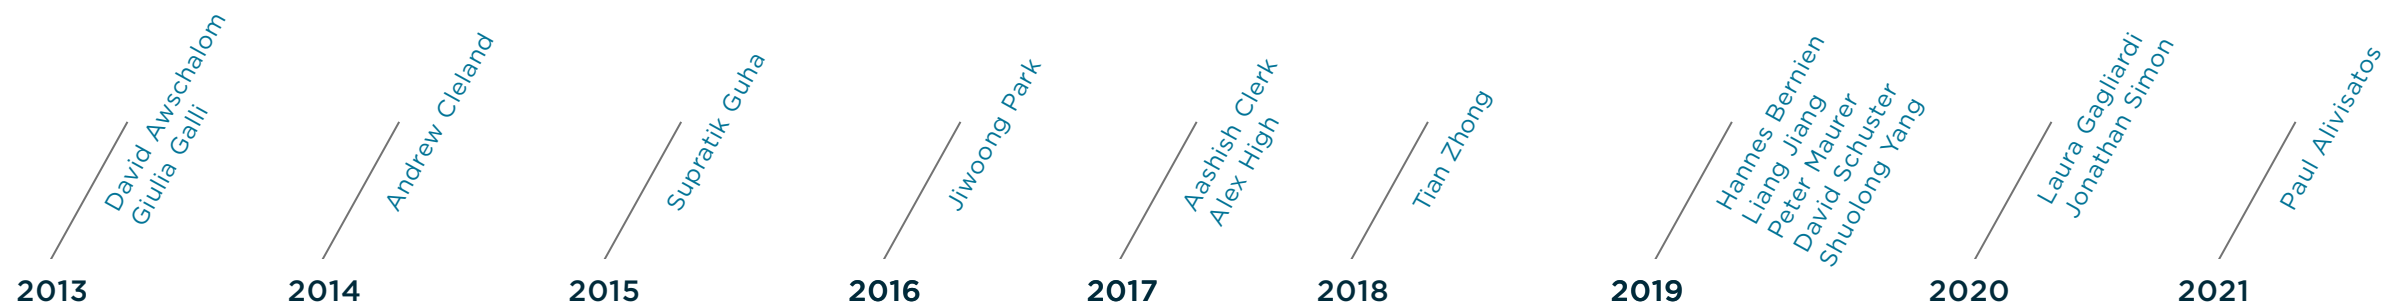 David Awschalom
Giulia Galli
2013
Andrew Cleland
2014
Supratik Guha
2015
Jiwoong Park
2016
Aashish Clerk
Alex High
2017
Tian Zhong
2018
Hannes Bernien
Liang Jiang
Peter Maurer
David Schuster
Shuolong Yang
2019
Laura Gagliardi
Jonathan Simon
2020
Paul Alivisatos
2021